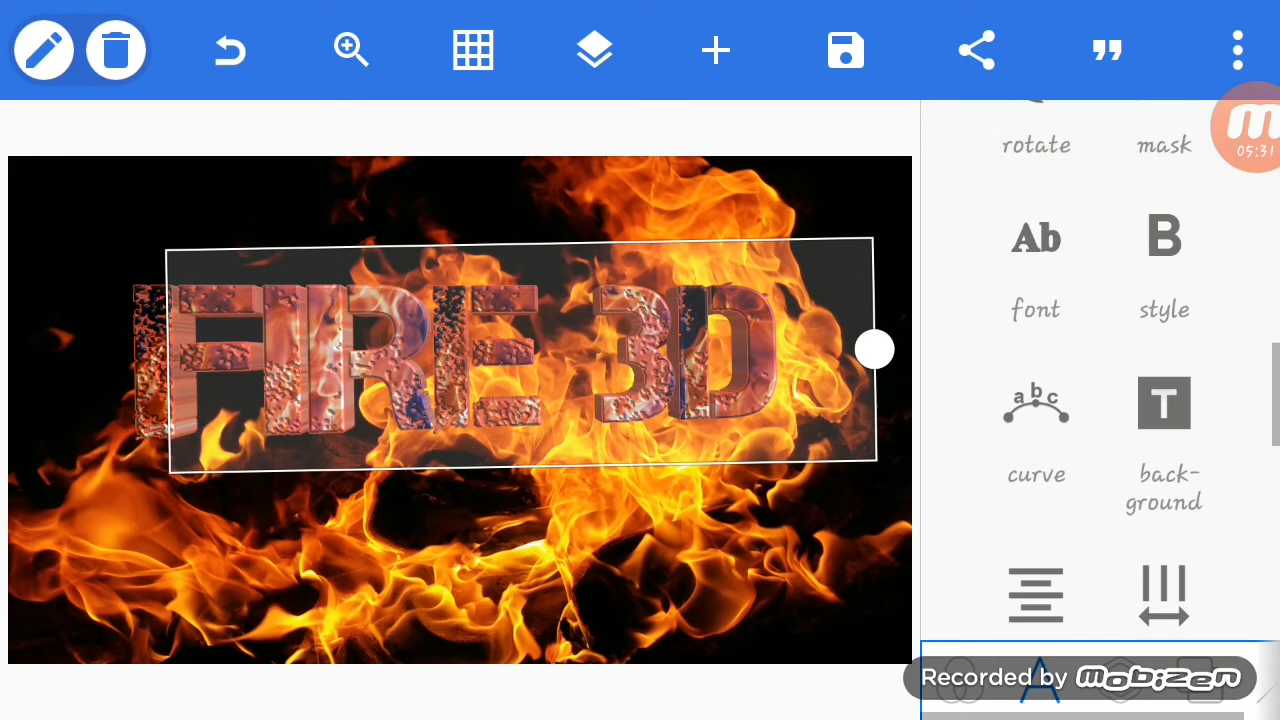 rotate
mask
05:31
FIRE 3D
Ab
B
font
style
abc
T
curve
back-
ground
A
Recorded by mobizen